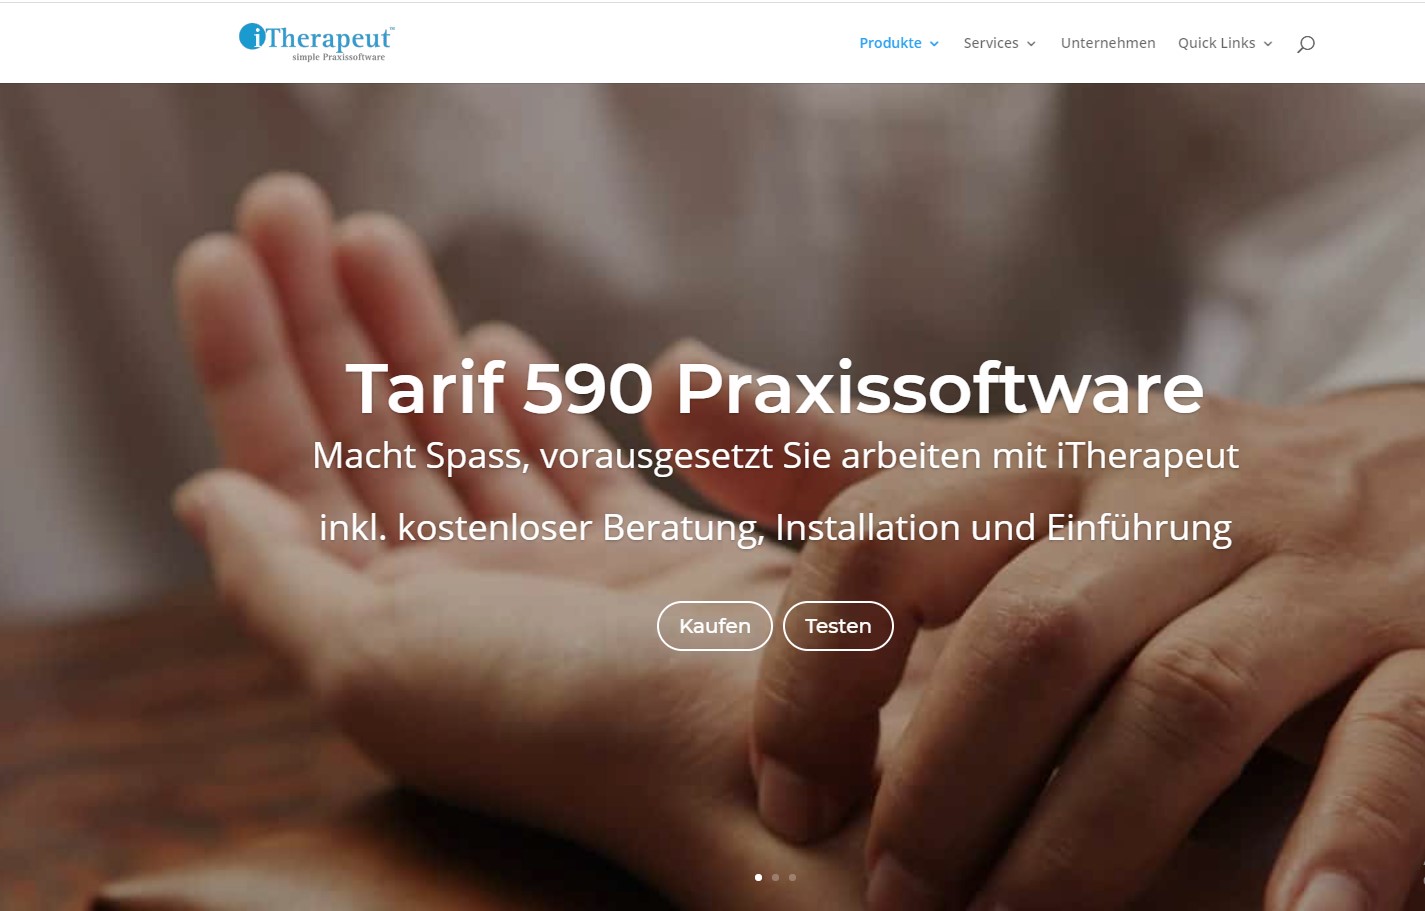 iTherapeut™
simple Praxissoftware
Produkte
Services
Unternehmen
Quick Links
Tarif 590 Praxissoftware
Macht Spass, vorausgesetzt Sie arbeiten mit iTherapeut
inkl. kostenloser Beratung, Installation und Einführung
Kaufen
Testen